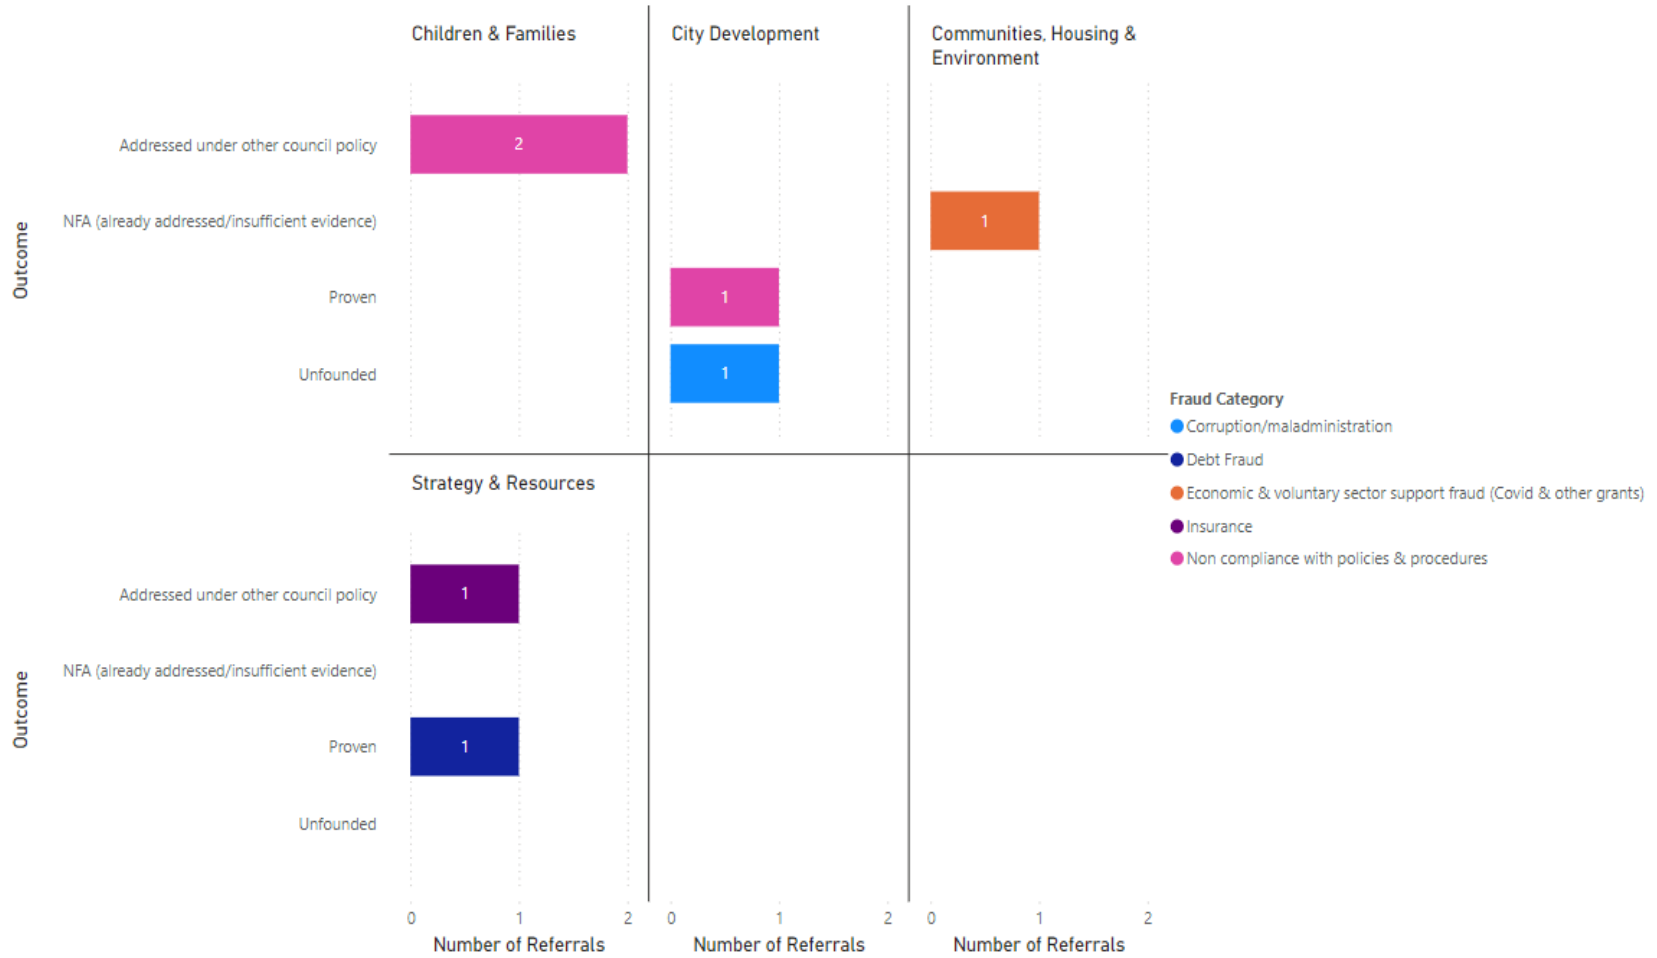 Children & Families
City Development
Communities, Housing &
Environment
Outcome
Addressed under other council policy
2
NFA (already addressed/insufficient evidence)
1
Proven
1
Unfounded
1
Fraud Category
Corruption/maladministration
Debt Fraud
Economic & voluntary sector support fraud (Covid & other grants)
Insurance
Non compliance with policies & procedures
Strategy & Resources
Outcome
Addressed under other council policy
1
NFA (already addressed/insufficient evidence)
Proven
1
Unfounded
0 1 2
0 1 2
0 1 2
Number of Referrals
Number of Referrals
Number of Referrals